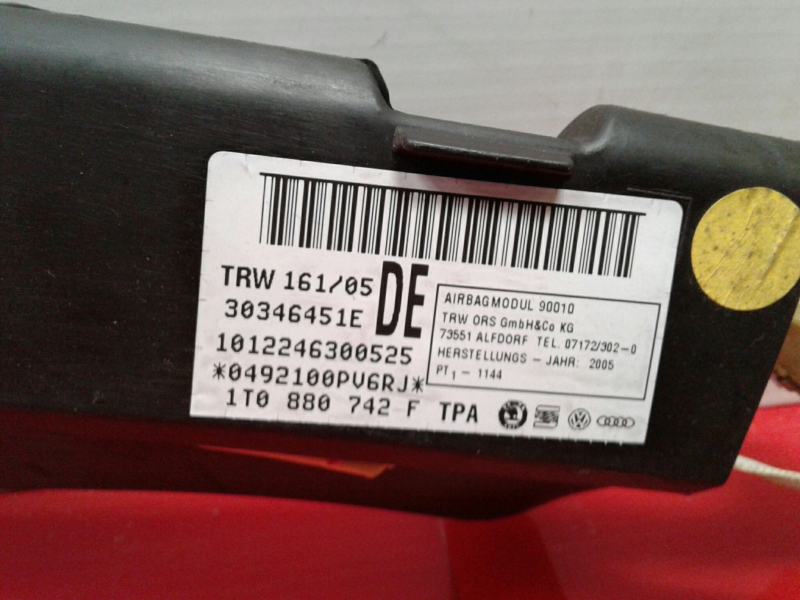 TRW 161/05 DE
30346451E
1012246300525
*0492100PV6RJ*
1T0 880 742 F TPA
AIRBAGMODUL 90010
TRW ORS GmbH&Co KG
73551 ALFDORF TEL. 07172/302-0
HERSTELLUNGS - JAHR: 2005
PT1 - 1144